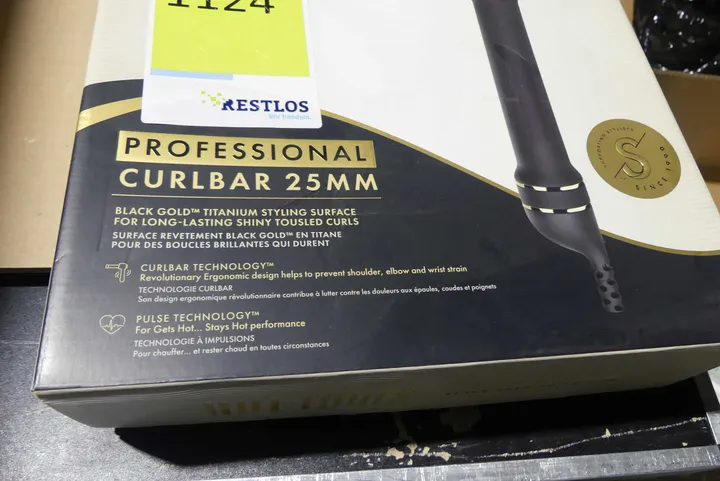 1124
RESTLOS
Wir handeln.
PROFESSIONAL
CURLBAR 25MM
BLACK GOLD™ TITANIUM STYLING SURFACE
FOR LONG-LASTING SHINY TOUSLED CURLS
SURFACE REVETEMENT BLACK GOLD™ EN TITANE
POUR DES BOUCLES BRILLANTES QUI DURENT
CURLBAR TECHNOLOGY™
Revolutionary Ergonomic design helps to prevent shoulder, elbow and wrist strain
TECHNOLOGIE CURLBAR
Son design ergonomique révolutionnaire contribue à lutter contre les douleurs aux épaules, coudes et poignets
PULSE TECHNOLOGY™
For Gets Hot... Stays Hot performance
TECHNOLOGIE À IMPULSIONS
Pour chauffer... et rester chaud en toutes circonstances
S
SINCE 1990